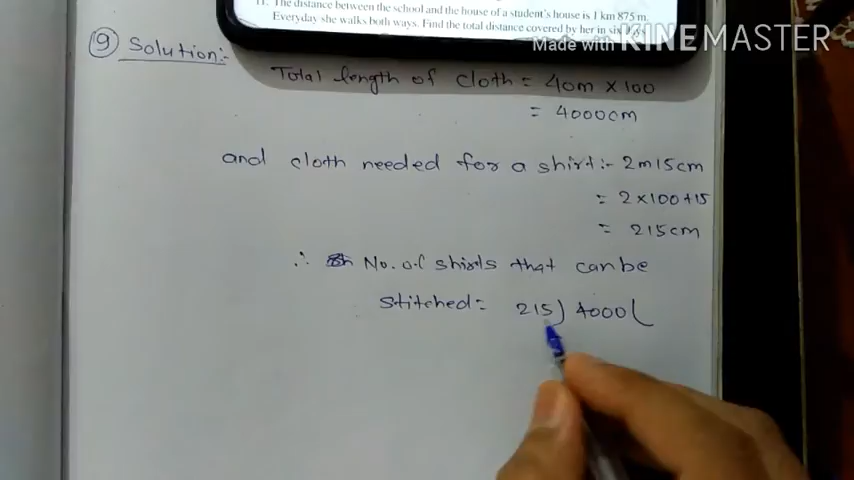 11. The distance between the school and the house of a student's house is 1 km 875 m.
Everyday she walks both ways. Find the total distance covered by her in six
Made with KINEMASTER
9 Solution:-
Total length of cloth = 40m × 100
= 4000cm
and cloth needed for a shirt:- 2m15cm
= 2×100+15
= 215cm
∴ No. of shirts that can be
stitched = 215) 4000(